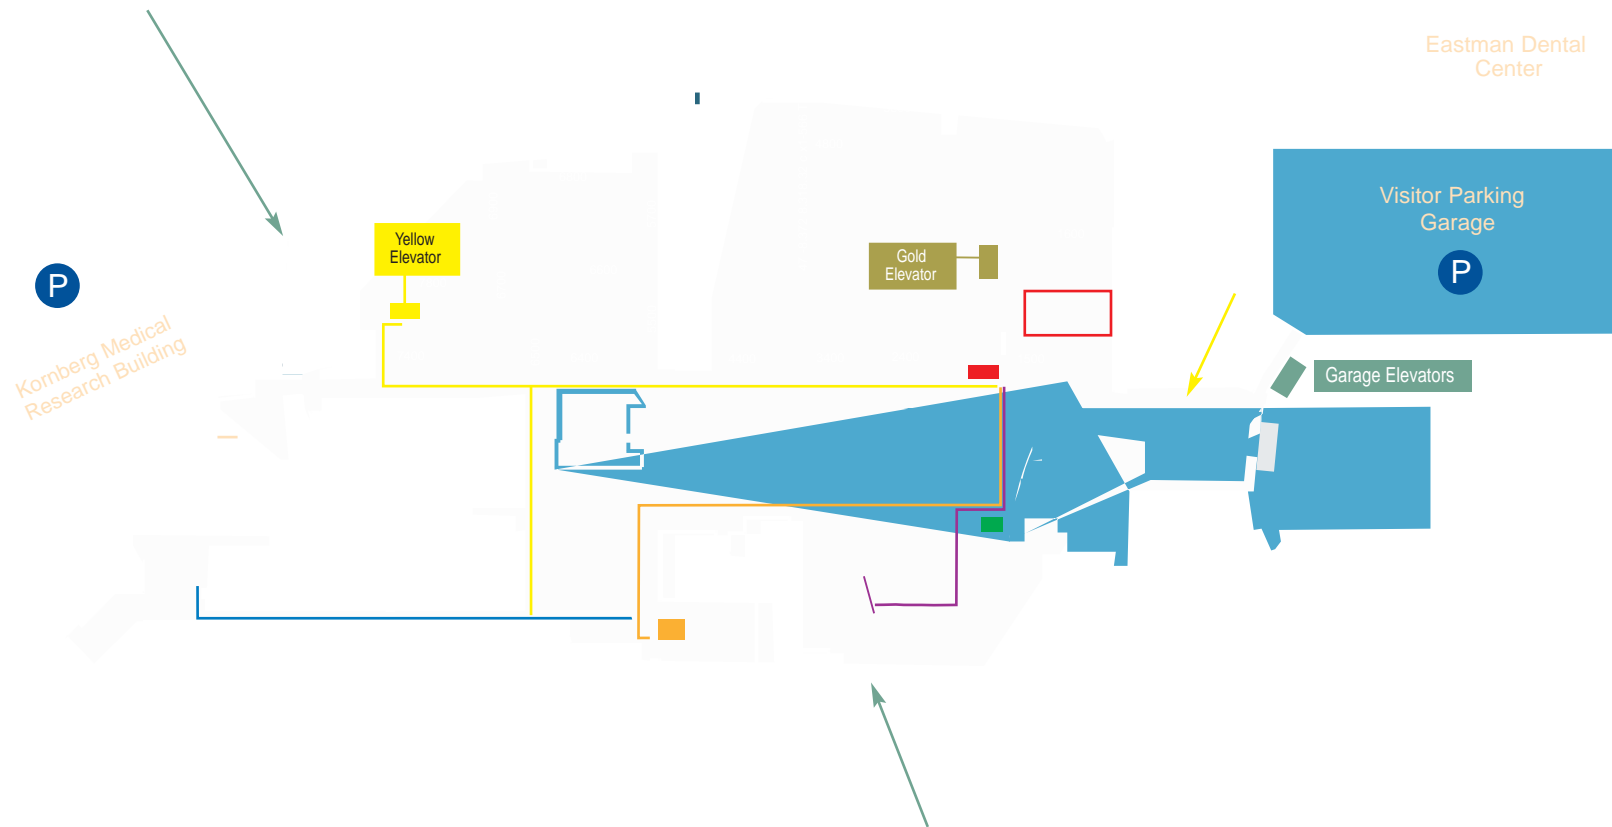 Eastman Dental
Center
Visitor Parking
Garage
P
Yellow
Elevator
Gold
Elevator
P
Kornberg Medical
Research Building
Garage Elevators